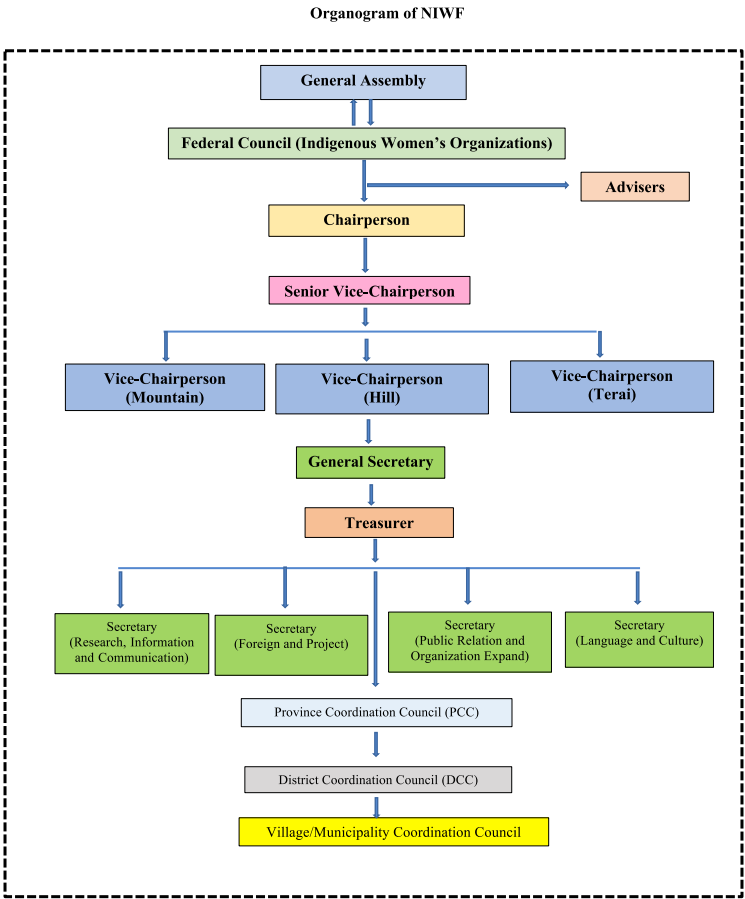 Organogram of NIWF
General Assembly
Federal Council (Indigenous Women’s Organizations)
Advisers
Chairperson
Senior Vice-Chairperson
Vice-Chairperson
(Mountain)
Vice-Chairperson
(Hill)
Vice-Chairperson
(Terai)
General Secretary
Treasurer
Secretary
(Research, Information
and Communication)
Secretary
(Foreign and Project)
Secretary
(Public Relation and
Organization Expand)
Secretary
(Language and Culture)
Province Coordination Council (PCC)
District Coordination Council (DCC)
Village/Municipality Coordination Council